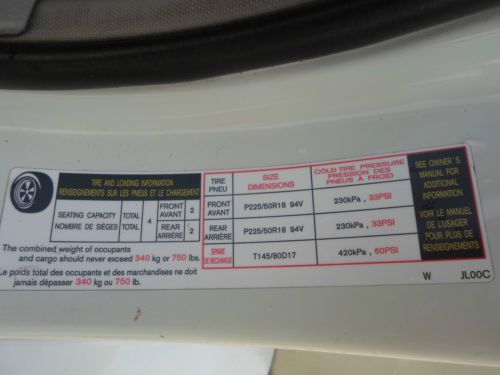 TIRE AND LOADING INFORMATION
RENSEIGNEMENTS SUR LES PNEUS ET LE CHARGEMENT
SEATING CAPACITY TOTAL 4 FRONT 2
NOMBRE DE SIÈGES TOTAL AVANT
REAR 2
ARRIÈRE
The combined weight of occupants
and cargo should never exceed 340 kg or 750 lbs.
Le poids total des occupants et des marchandises ne doit
jamais dépasser 340 kg ou 750 lb.
TIRE
PNEU
SIZE
DIMENSIONS
COLD TIRE PRESSURE
PRESSION DES
PNEUS À FROID
FRONT
AVANT
P225/50R18 94V
230kPa, 33PSI
REAR
ARRIÈRE
P225/50R18 94V
230kPa, 33PSI
SPARE
DE RECHANGE
T145/80D17
420kPa, 60PSI
SEE OWNER'S
MANUAL FOR
ADDITIONAL
INFORMATION
VOIR LE MANUEL
DE L'USAGER
POUR PLUS DE
RENSEIGNEMENTS
W JL00C